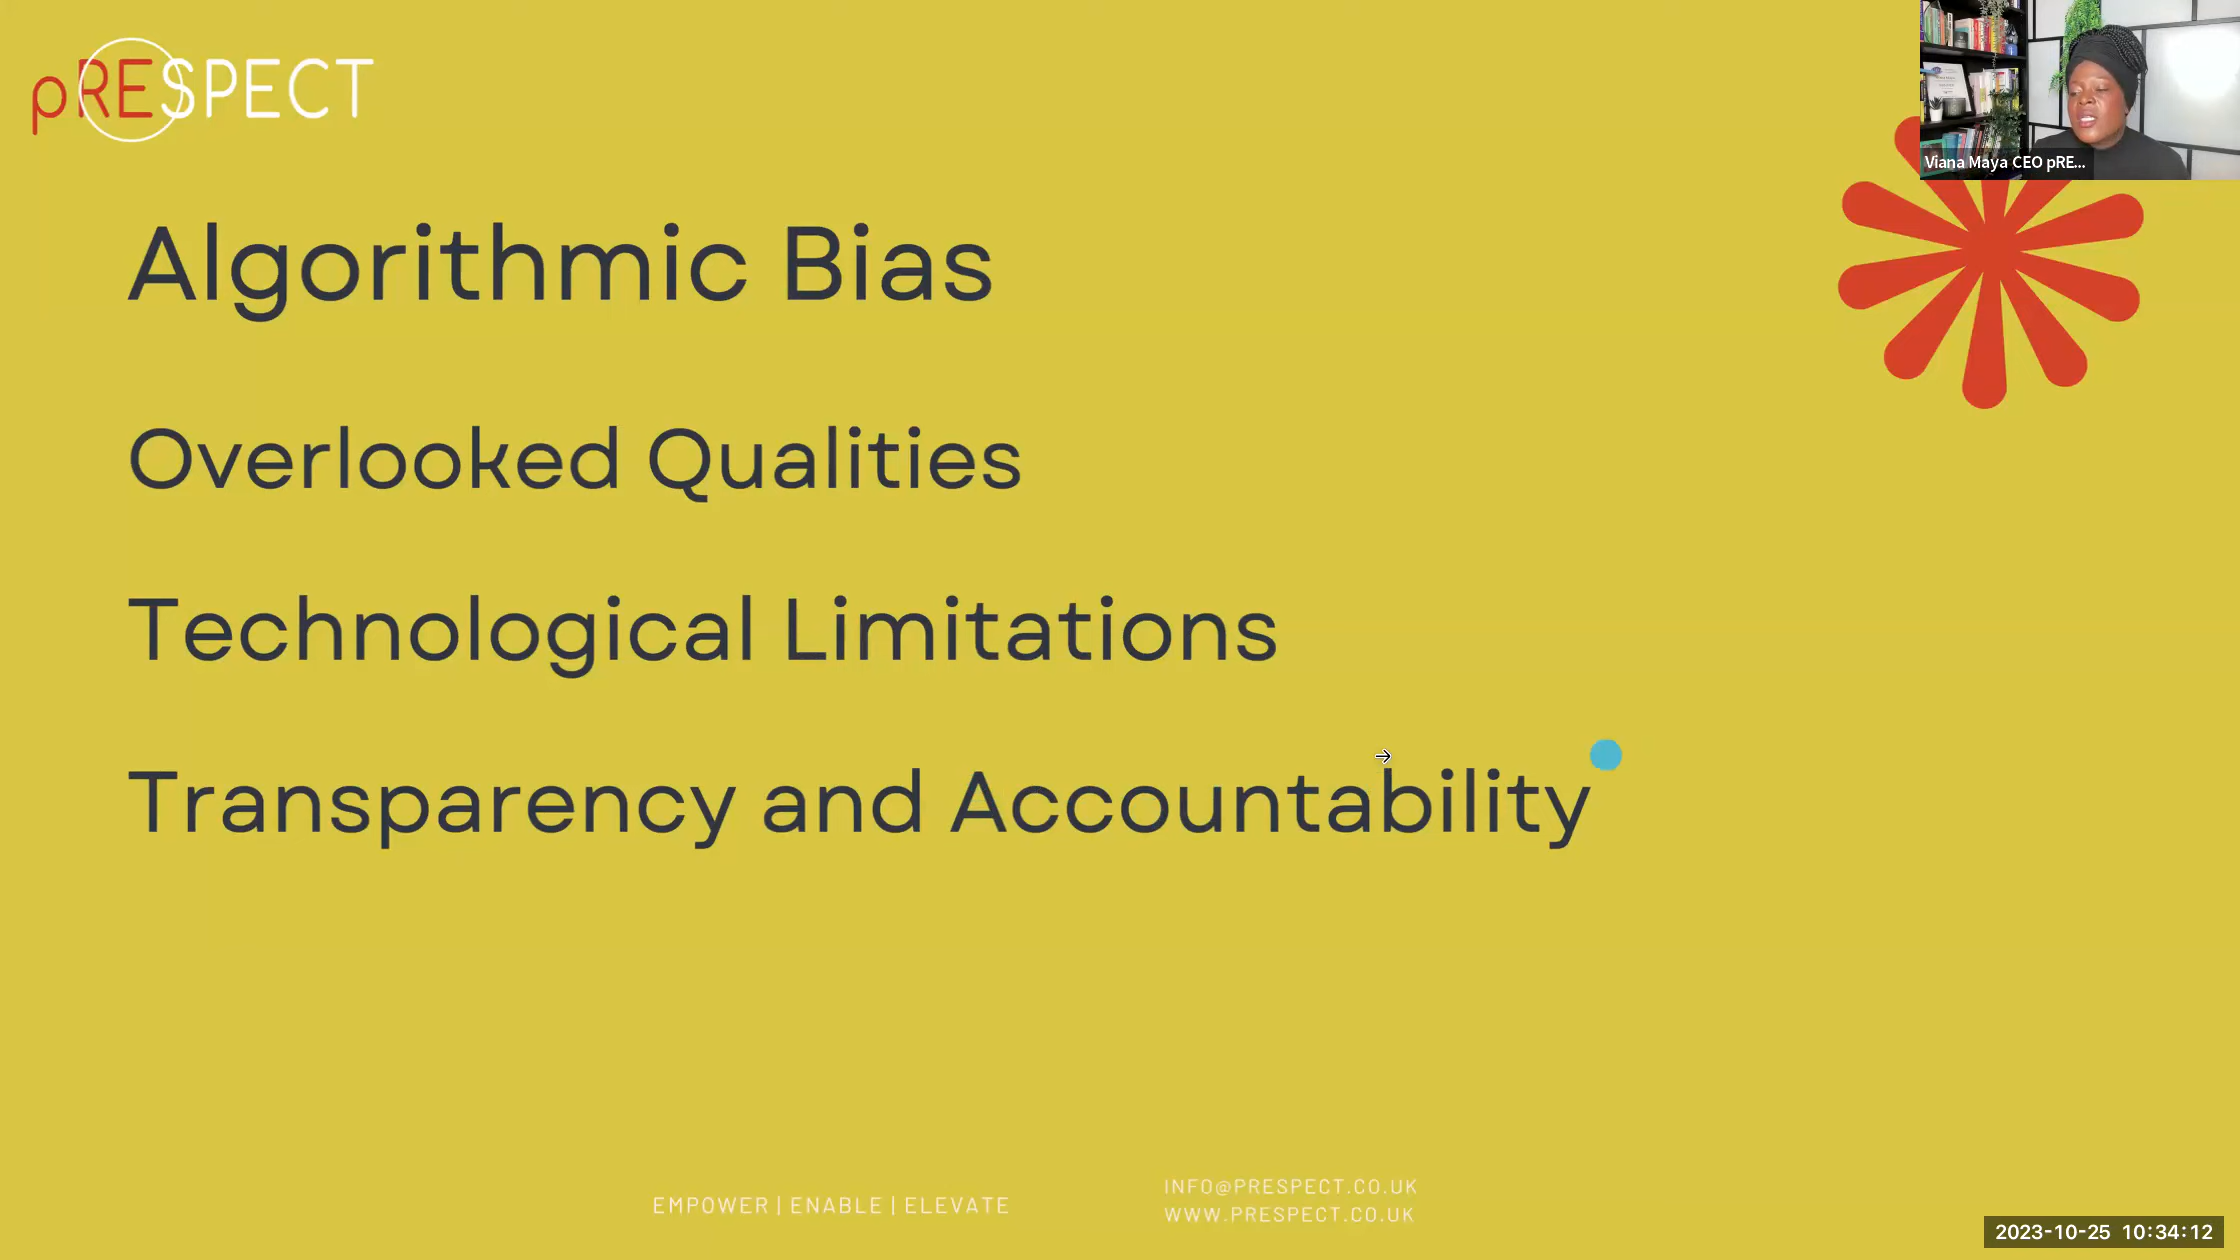 pRESPECT
Viana Maya CEO pRE...
Algorithmic Bias
Overlooked Qualities
Technological Limitations
Transparency and Accountability
EMPOWER | ENABLE | ELEVATE
INFO@PRESPECT.CO.UK
WWW.PRESPECT.CO.UK
2023-10-25 10:34:12